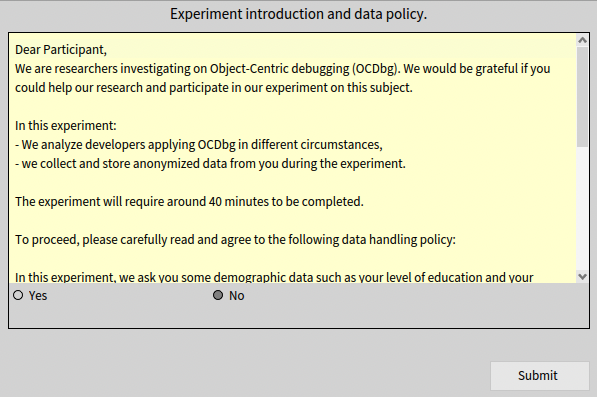 Experiment introduction and data policy.
Dear Participant,
We are researchers investigating on Object-Centric debugging (OCDbg). We would be grateful if you
could help our research and participate in our experiment on this subject.
In this experiment:
- We analyze developers applying OCDbg in different circumstances,
- we collect and store anonymized data from you during the experiment.
The experiment will require around 40 minutes to be completed.
To proceed, please carefully read and agree to the following data handling policy:
In this experiment, we ask you some demographic data such as your level of education and your
Yes
No
Submit